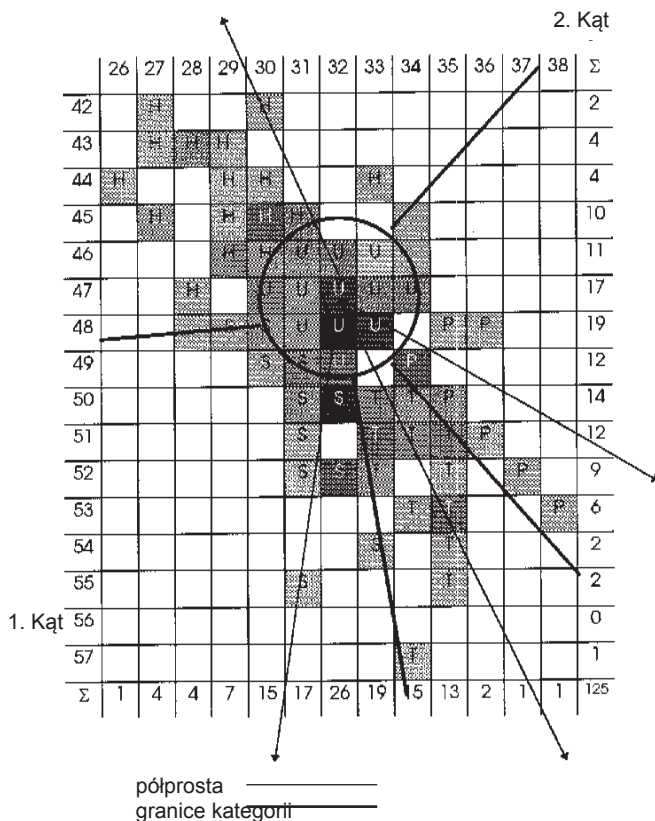 2. Kąt
26 27 28 29 30 31 32 33 34 35 36 37 38 Σ
42 H H 2
43 H H H 4
44 H H H H 4
45 H H H 10
46 H H U U U 11
47 H U U U 17
48 S U U U P P 19
49 S S P 12
50 S S T T P 14
51 S T T P 12
52 S S T T P 9
53 T P 6
54 S T 2
55 S T 2
1. Kąt 56 0
57 T 1
Σ 1 4 4 7 15 17 26 19 15 13 2 1 1 125
półprosta
granice kategorii